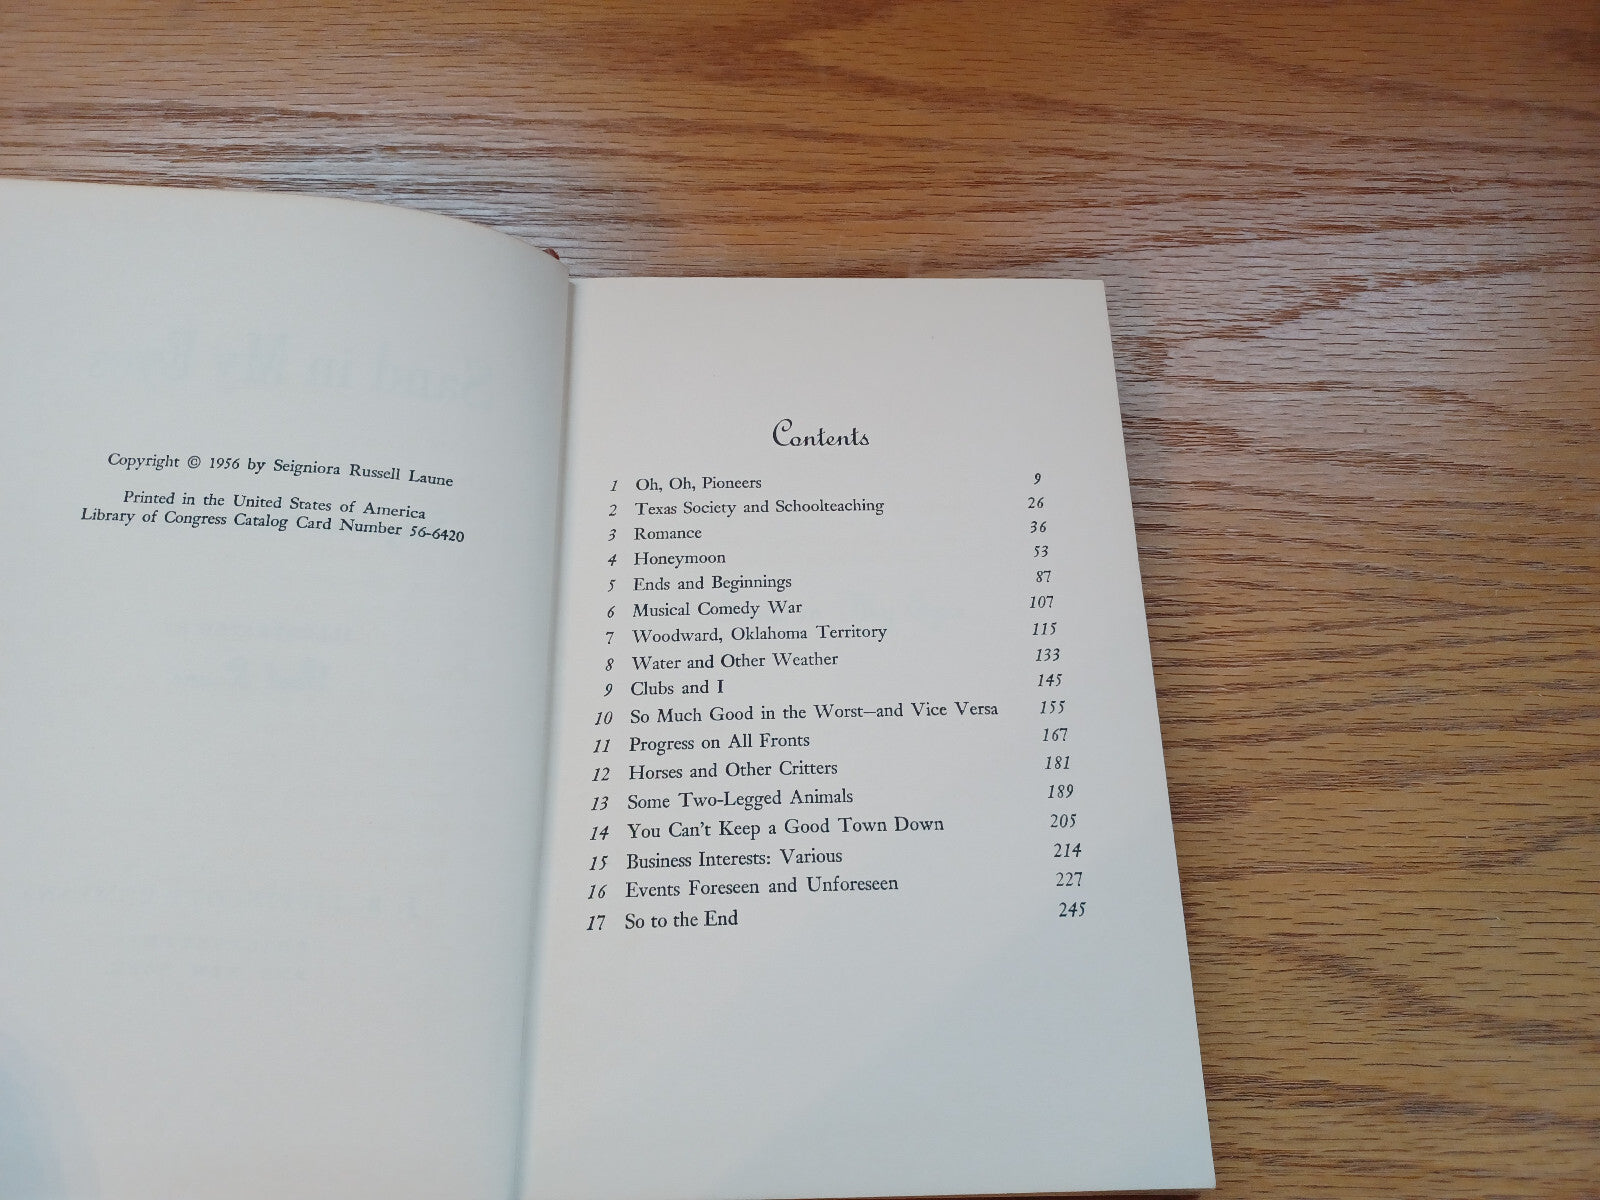 Copyright © 1956 by Seigniora Russell Laune
Printed in the United States of America
Library of Congress Catalog Card Number 56-6420
Contents
1 Oh, Oh, Pioneers 9
2 Texas Society and Schoolteaching 26
3 Romance 36
4 Honeymoon 53
5 Ends and Beginnings 87
6 Musical Comedy War 107
7 Woodward, Oklahoma Territory 115
8 Water and Other Weather 133
9 Clubs and I 145
10 So Much Good in the Worst—and Vice Versa 155
11 Progress on All Fronts 167
12 Horses and Other Critters 181
13 Some Two-Legged Animals 189
14 You Can't Keep a Good Town Down 205
15 Business Interests: Various 214
16 Events Foreseen and Unforeseen 227
17 So to the End 245